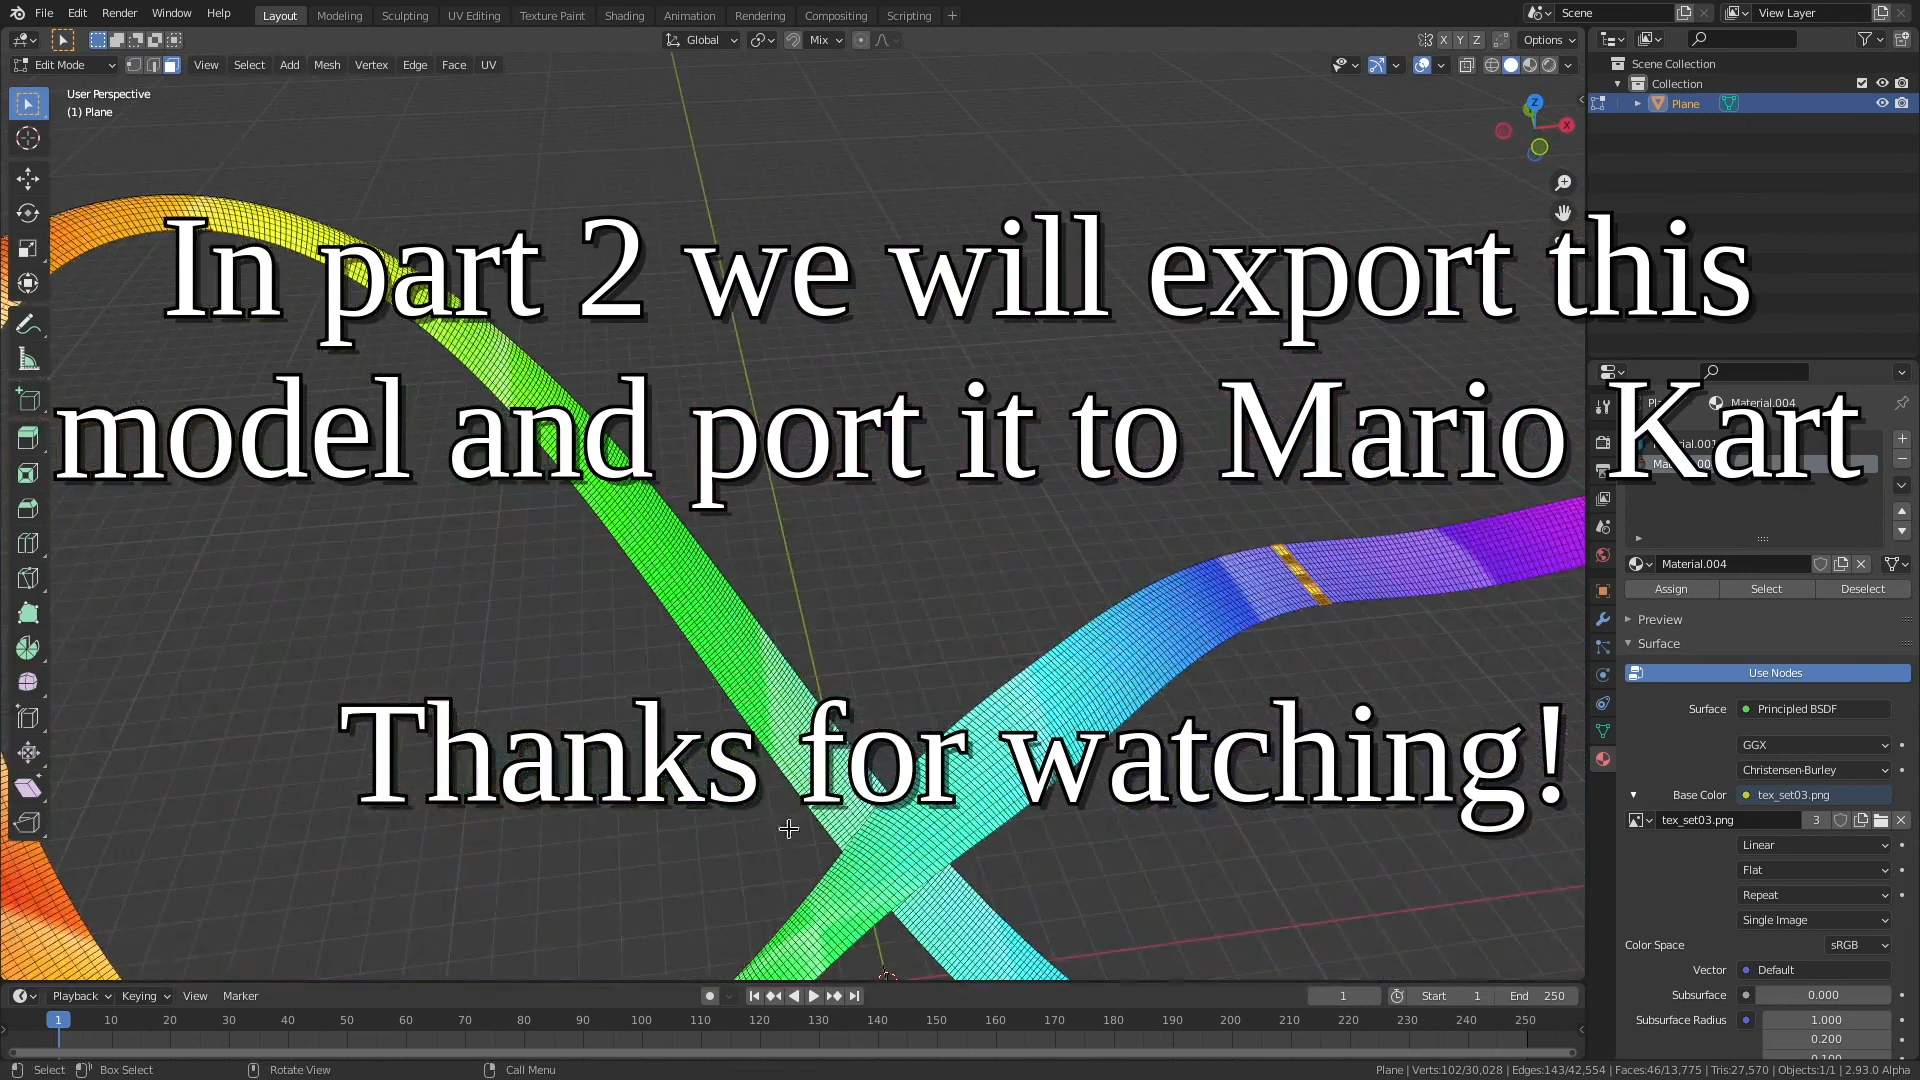 File Edit Render Window Help Layout Modeling Sculpting UV Editing Texture Paint Shading Animation Rendering Compositing Scripting + Scene View Layer
Global Mix X Y Z Options
Edit Mode View Select Add Mesh Vertex Edge Face UV
Scene Collection
Collection
Plane
User Perspective
(1) Plane
Z
X
In part 2 we will export this
model and port it to Mario Kart
Thanks for watching!
Material.004
Material.004
Assign Select Deselect
Preview
Surface
Use Nodes
Surface Principled BSDF
GGX
Christensen-Burley
Base Color tex_set03.png
tex_set03.png 3
Linear
Flat
Repeat
Single Image
Color Space sRGB
Vector Default
Subsurface 0.000
Subsurface Radius 1.000
0.200
Playback Keying View Marker 1 Start 1 End 250
1 10 20 30 40 50 60 70 80 90 100 110 120 130 140 150 160 170 180 190 200 210 220 230 240 250
Select Box Select Rotate View Call Menu Plane | Verts:102/30,028 | Edges:143/42,554 | Faces:46/13,775 | Tris:27,570 | Objects:1/1 | 2.93.0 Alpha